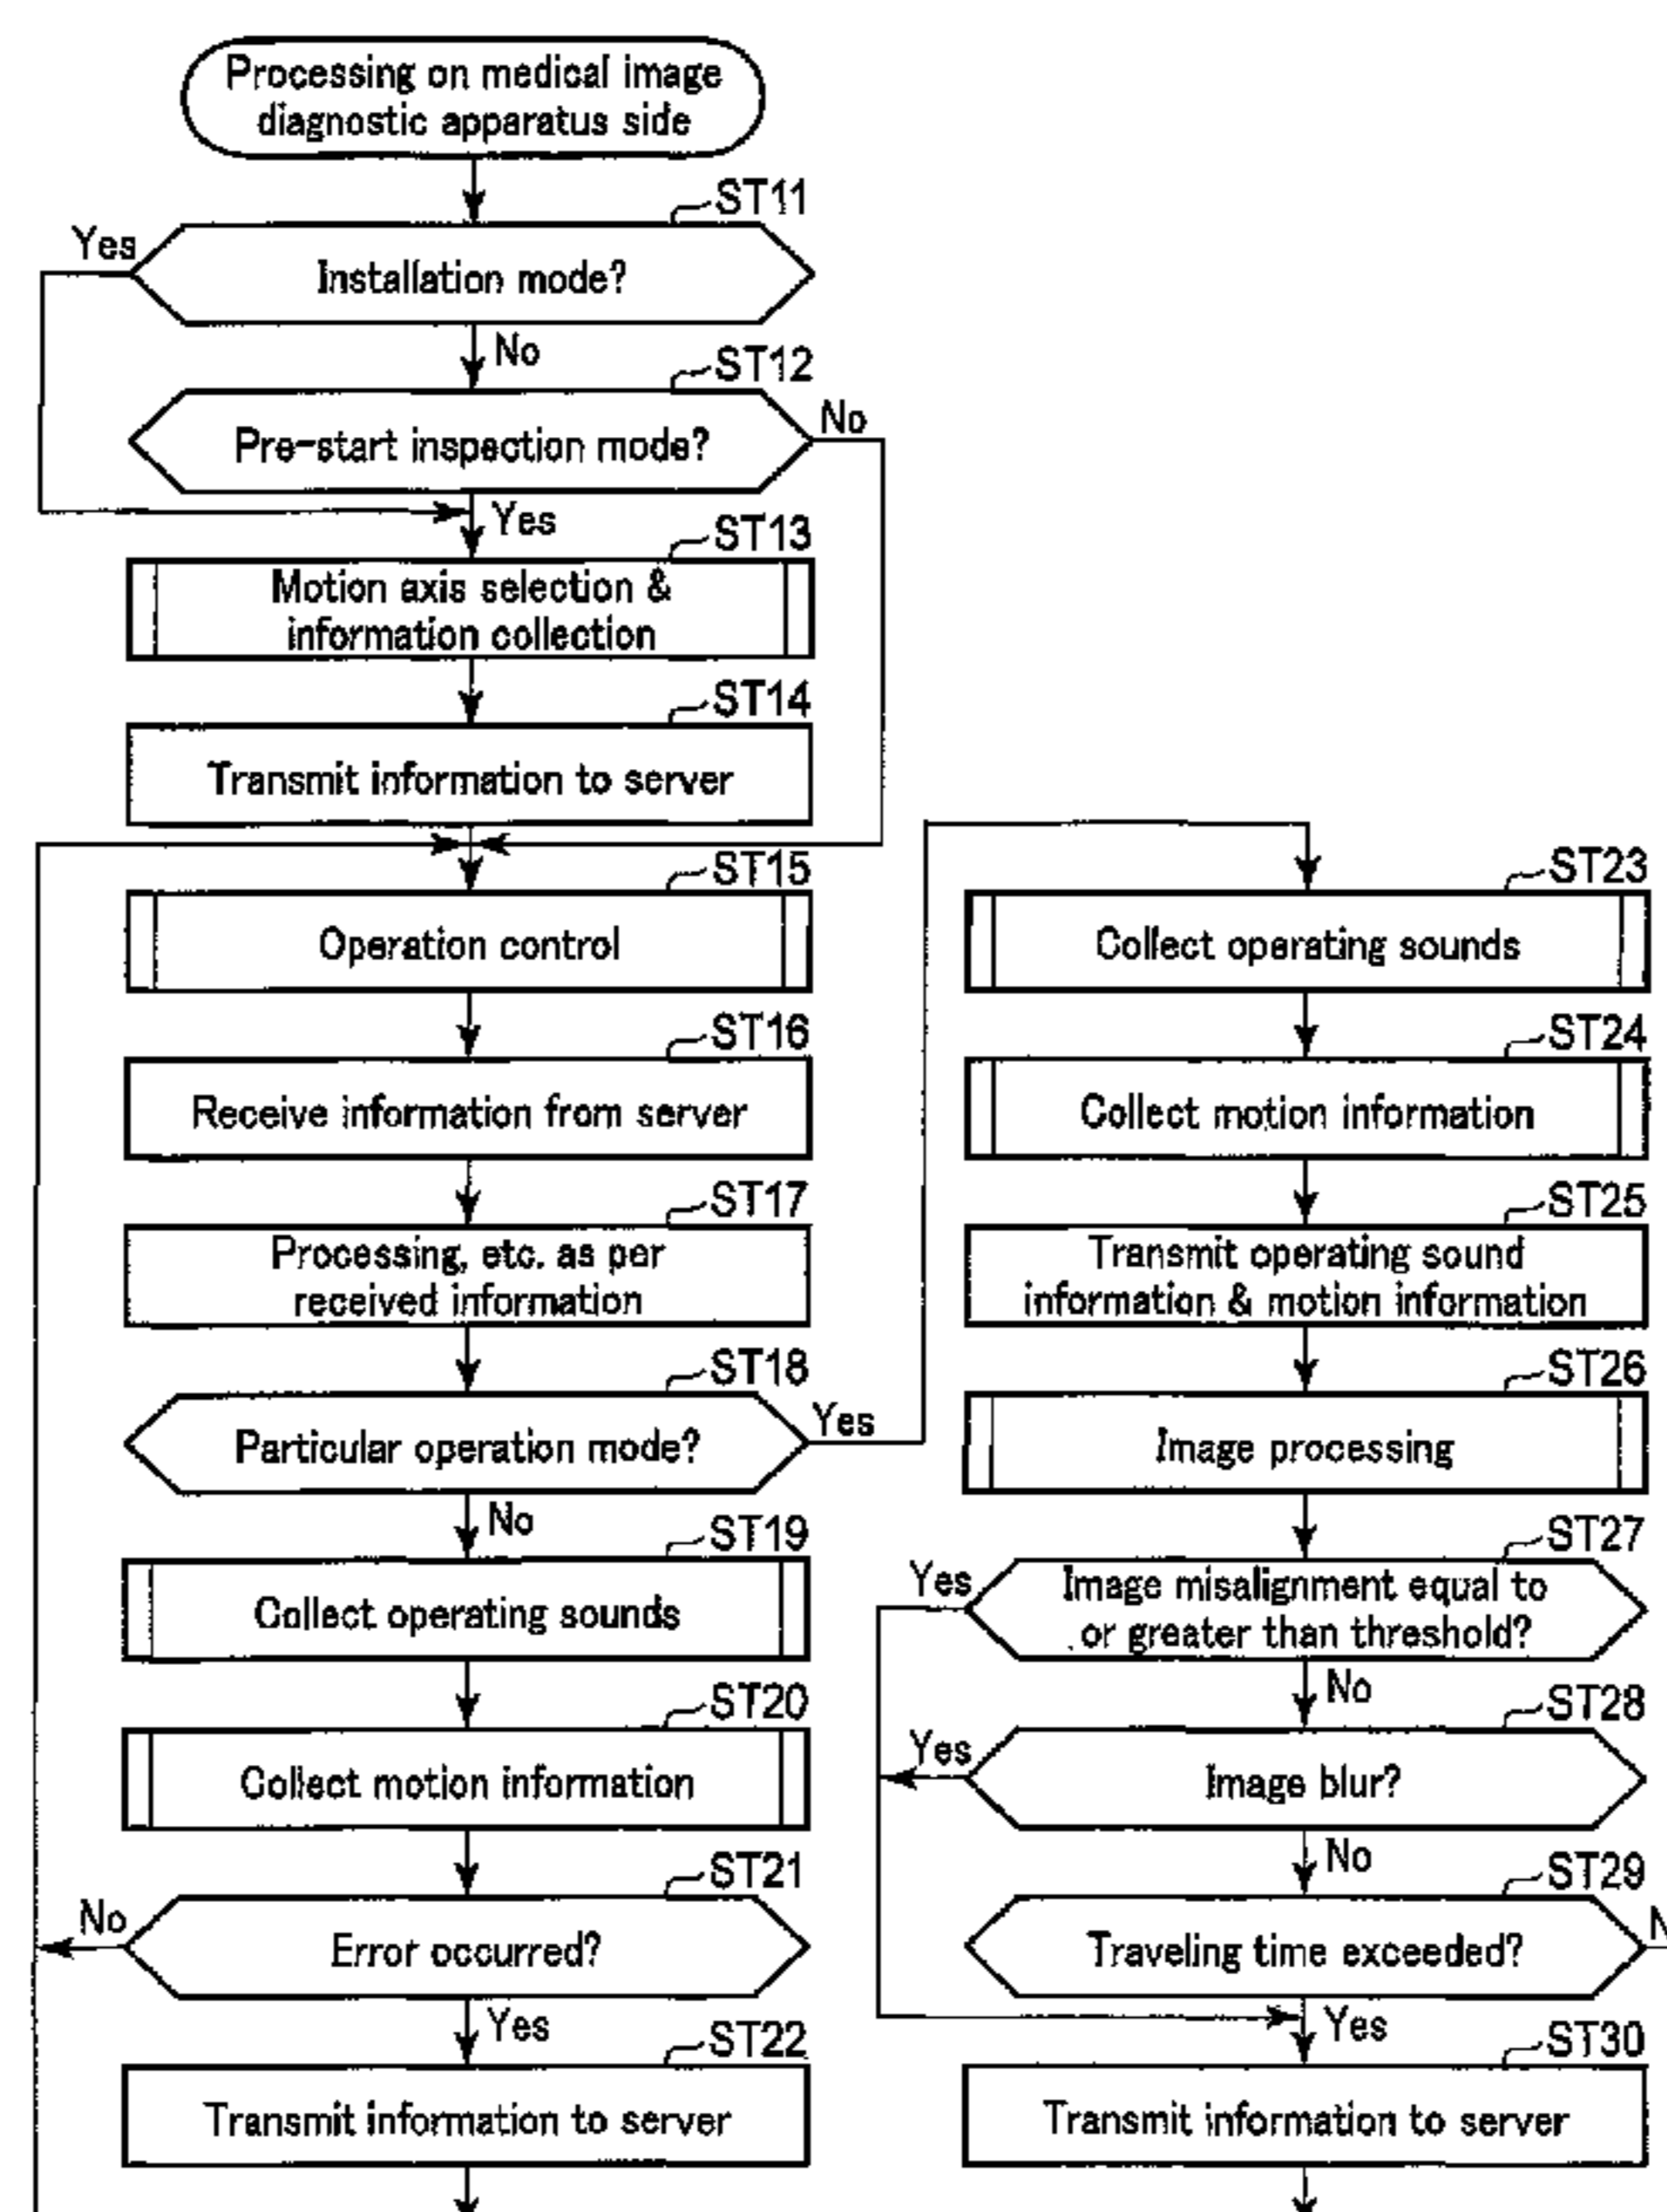 Processing on medical image
diagnostic apparatus side
ST11
Yes
Installation mode?
No
ST12
Pre-start inspection mode?
No
Yes
ST13
Motion axis selection &
information collection
ST14
Transmit information to server
ST15
Operation control
ST16
Receive information from server
ST17
Processing, etc. as per
received information
ST18
Particular operation mode?
Yes
No
ST19
Collect operating sounds
ST20
Collect motion information
ST21
No
Error occurred?
Yes
ST22
Transmit information to server
ST23
Collect operating sounds
ST24
Collect motion information
ST25
Transmit operating sound
information & motion information
ST26
Image processing
ST27
Yes
Image misalignment equal to
or greater than threshold?
No
ST28
Yes
Image blur?
No
ST29
Traveling time exceeded?
Yes
ST30
Transmit information to server